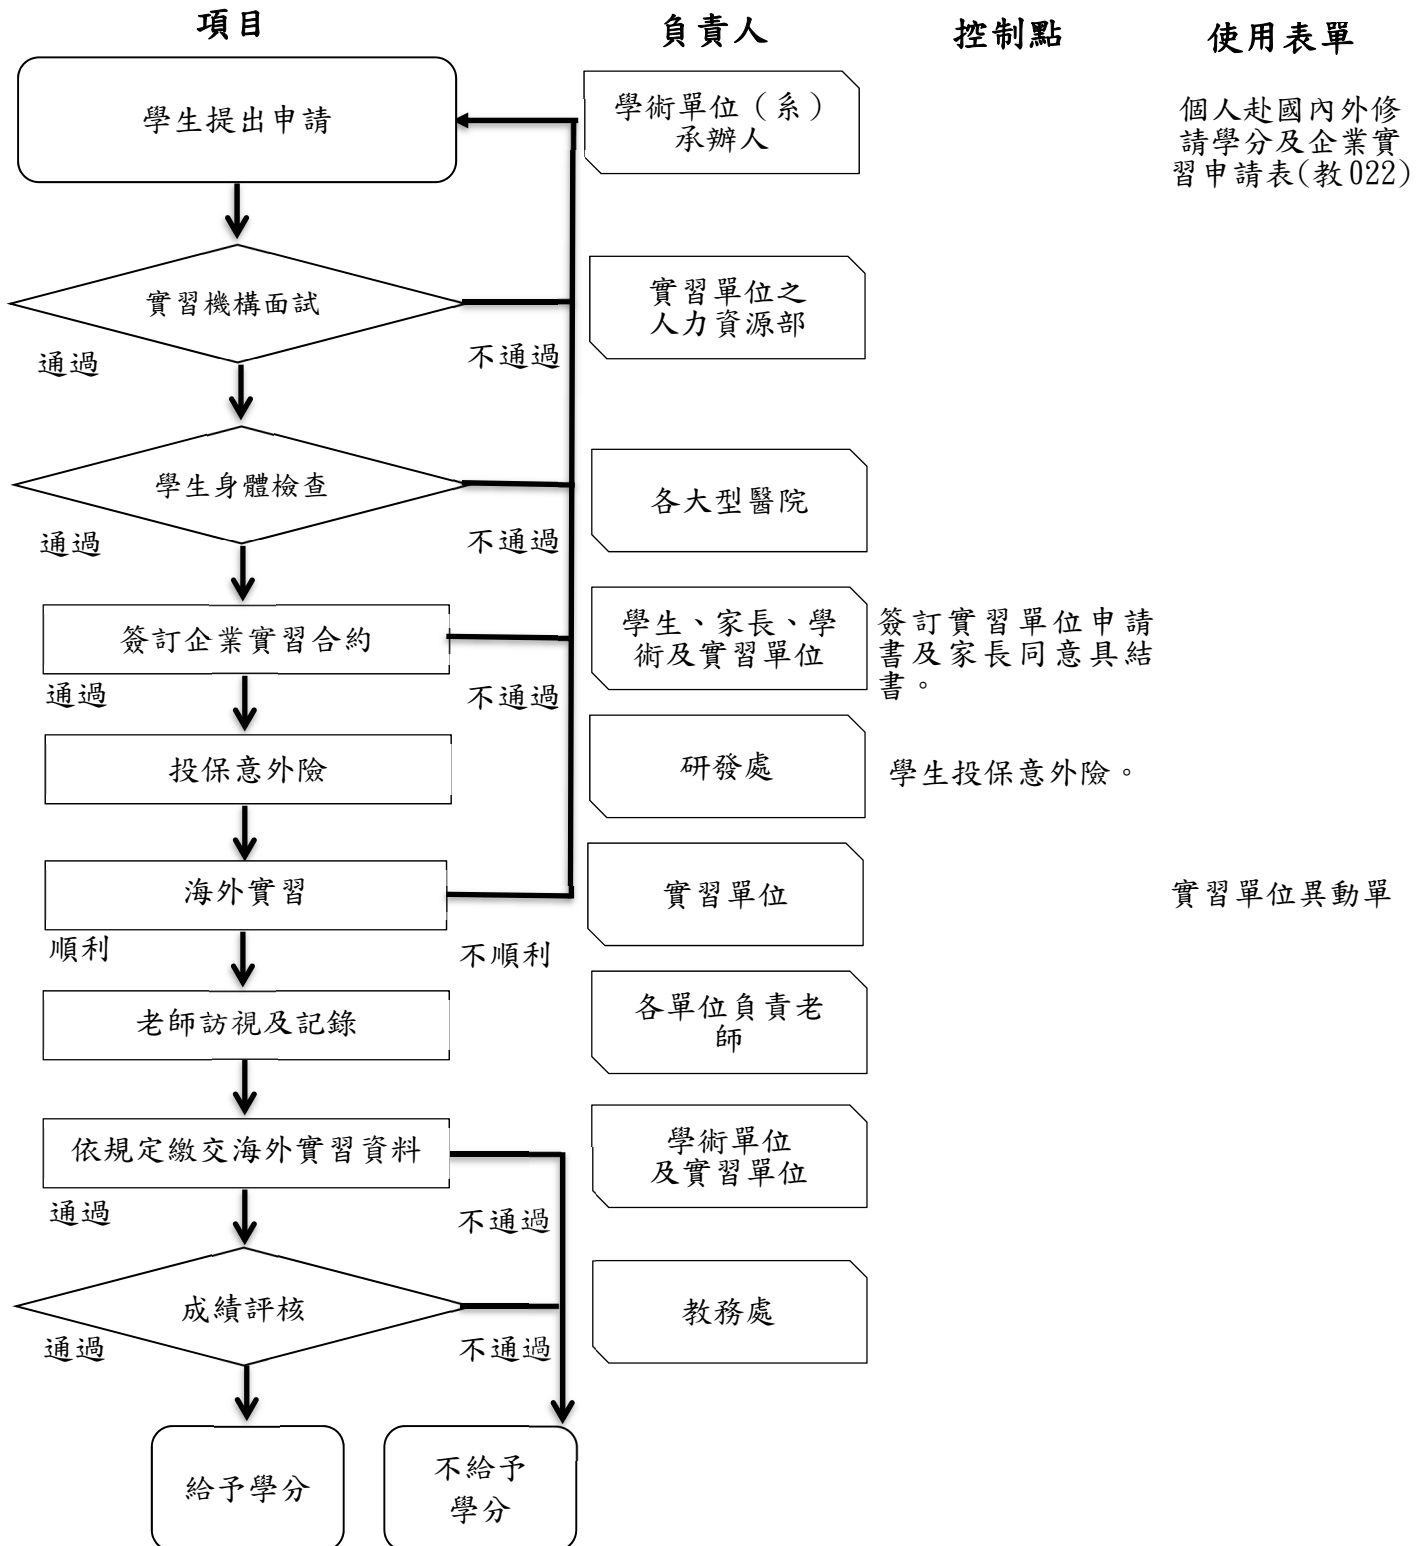 項目
負責人
控制點
使用表單
學生提出申請
學術單位（系）
承辦人
個人赴國內外修
請學分及企業實
習申請表(教022)
實習機構面試
實習單位之
人力資源部
通過
不通過
學生身體檢查
各大型醫院
通過
不通過
簽訂企業實習合約
學生、家長、學
術及實習單位
簽訂實習單位申請
書及家長同意具結
書。
通過
不通過
投保意外險
研發處
學生投保意外險。
海外實習
實習單位
實習單位異動單
順利
不順利
老師訪視及記錄
各單位負責老
師
依規定繳交海外實習資料
學術單位
及實習單位
通過
不通過
成績評核
教務處
通過
不通過
給予學分
不給予
學分